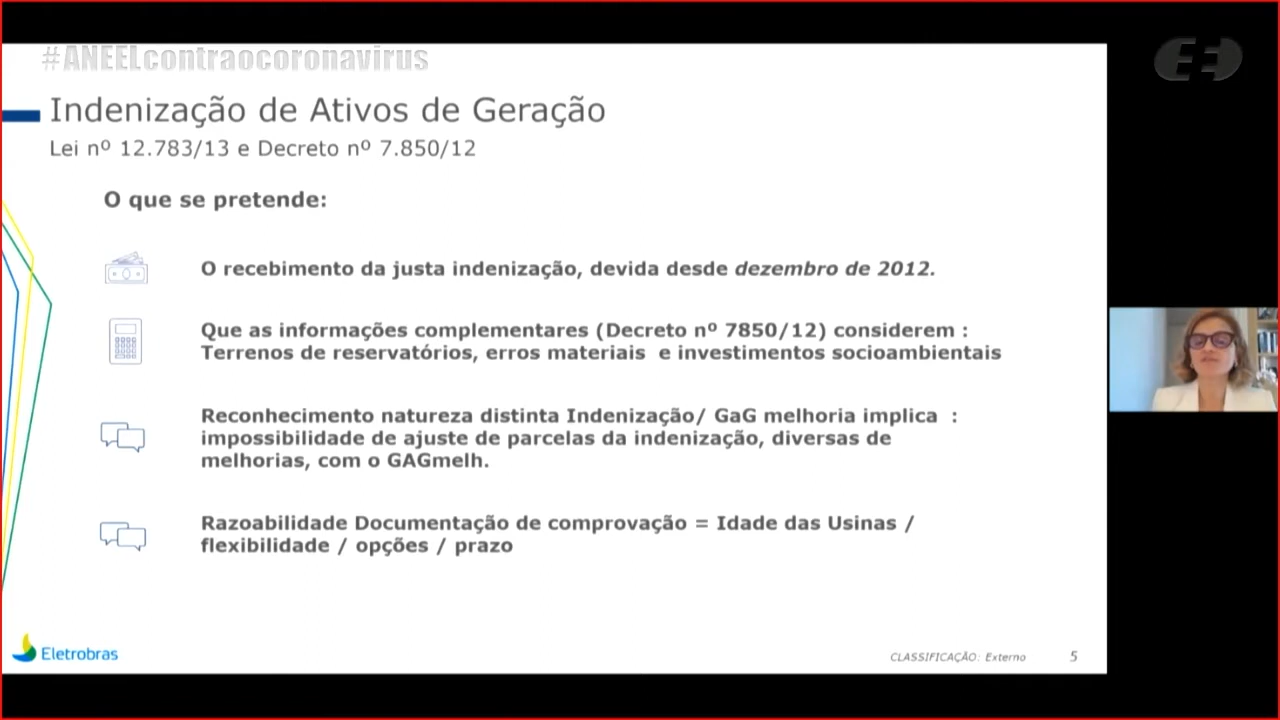 #ANEELcontraocoronavirus
Indenização de Ativos de Geração
Lei nº 12.783/13 e Decreto nº 7.850/12
O que se pretende:
O recebimento da justa indenização, devida desde dezembro de 2012.
Que as informações complementares (Decreto nº 7850/12) considerem :
Terrenos de reservatórios, erros materiais e investimentos socioambientais
Reconhecimento natureza distinta Indenização/ GaG melhoria implica :
impossibilidade de ajuste de parcelas da indenização, diversas de
melhorias, com o GAGmelh.
Razoabilidade Documentação de comprovação = Idade das Usinas /
flexibilidade / opções / prazo
Eletrobras
CLASSIFICAÇÃO: Externo
5